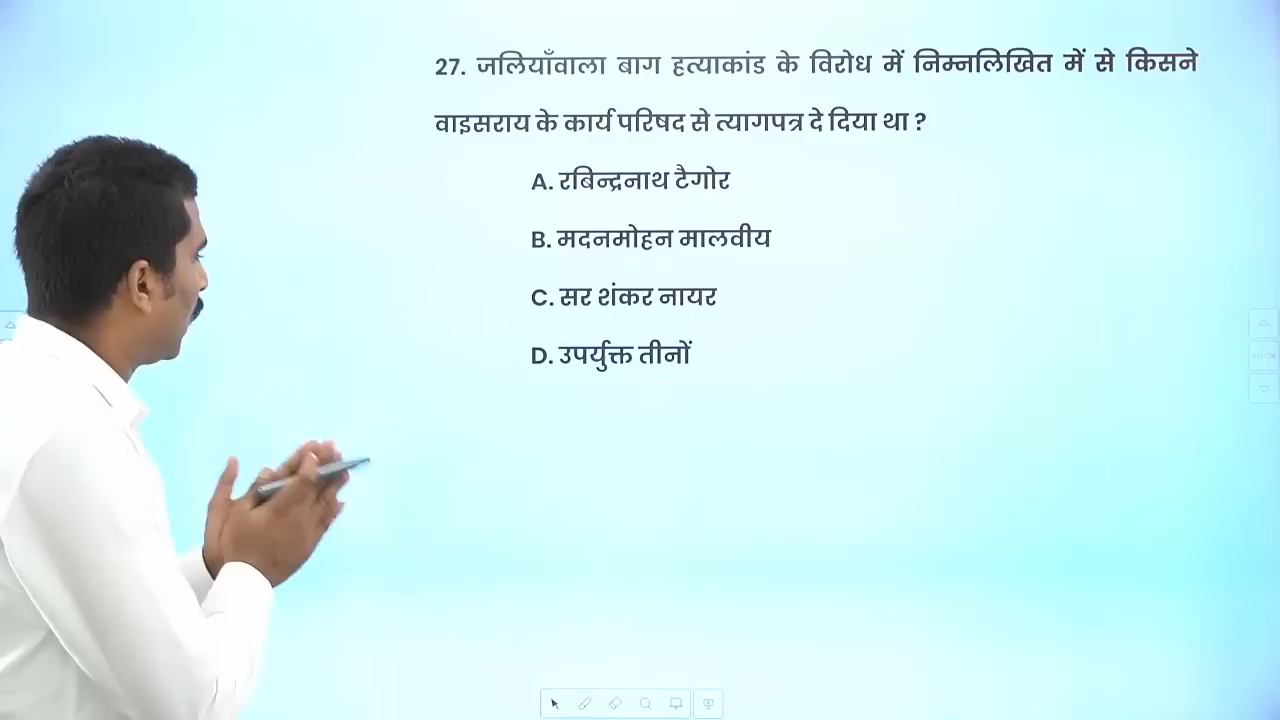 27. जलियाँवाला बाग हत्याकांड के विरोध में निम्नलिखित में से किसने
वाइसराय के कार्य परिषद से त्यागपत्र दे दिया था ?
A. रबिन्द्रनाथ टैगोर
B. मदनमोहन मालवीय
C. सर शंकर नायर
D. उपर्युक्त तीनों